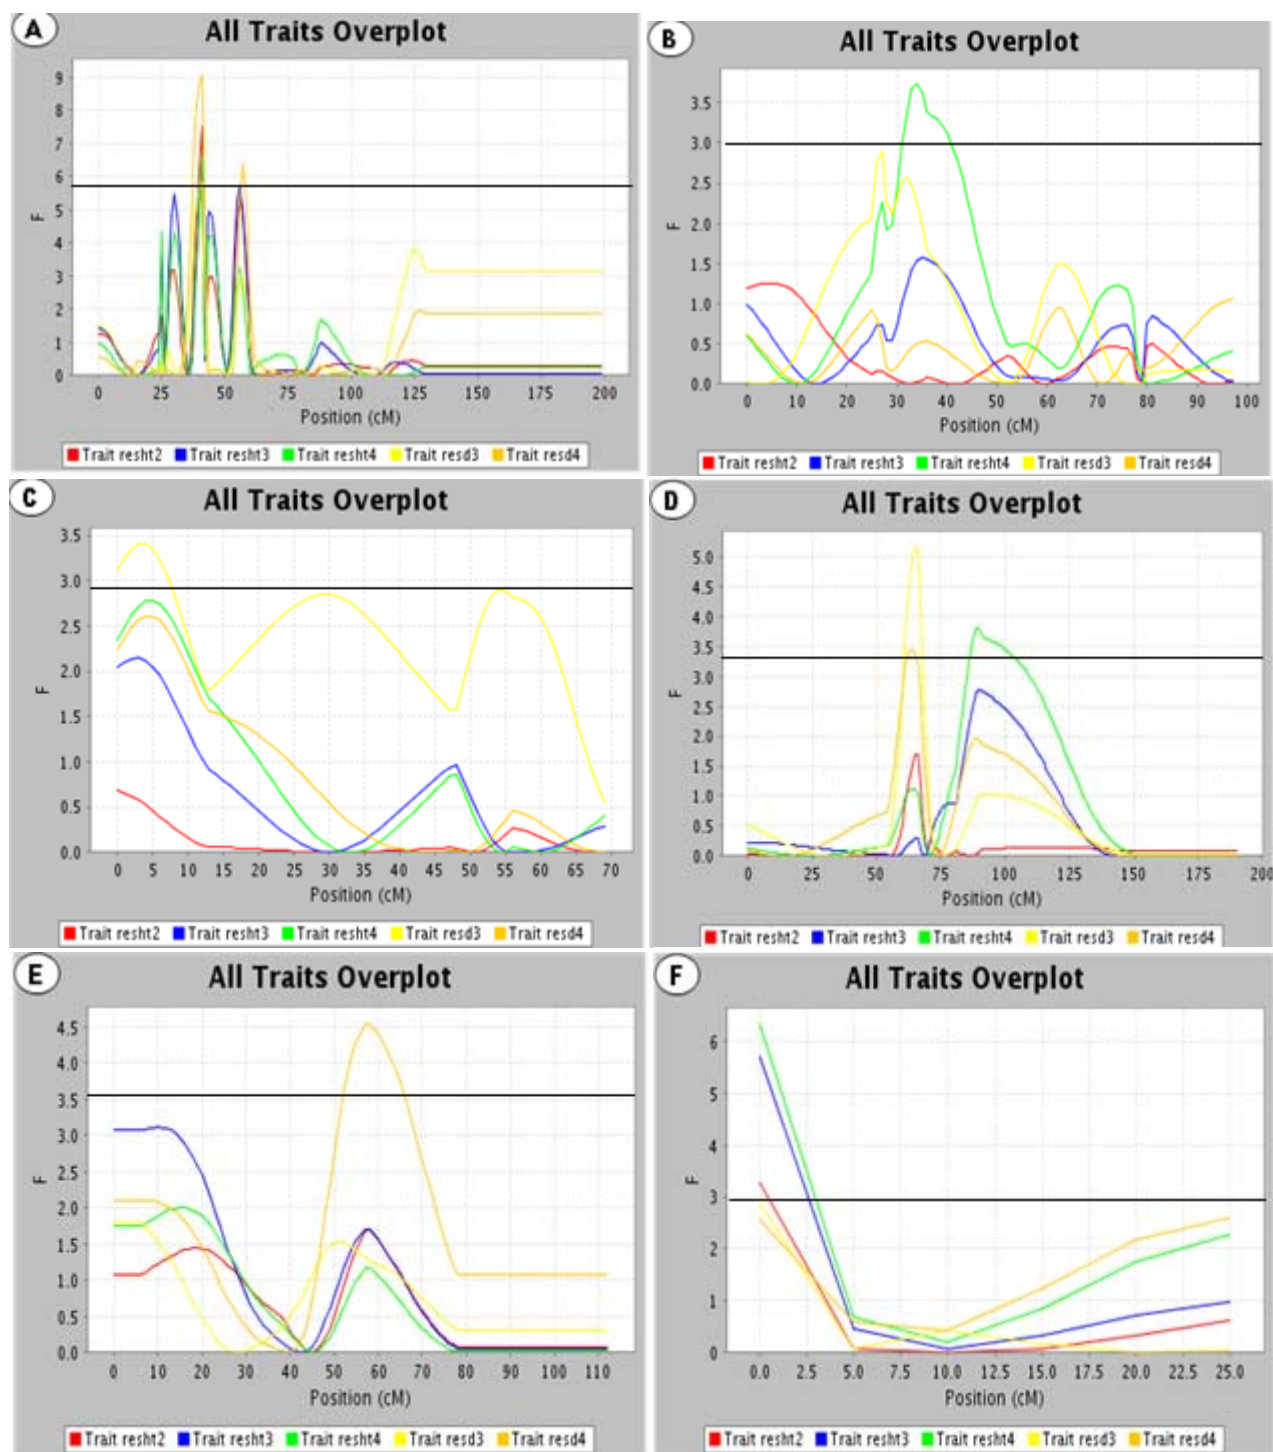 A
All Traits Overplot
9
8
7
6
5
4
3
2
1
0
F
0 25 50 75 100 125 150 175 200
Position (cM)
Trait resht2 Trait resht3 Trait resht4 Trait resd3 Trait resd4
B
All Traits Overplot
3.5
3.0
2.5
2.0
1.5
1.0
0.5
0.0
F
0 10 20 30 40 50 60 70 80 90 100
Position (cM)
Trait resht2 Trait resht3 Trait resht4 Trait resd3 Trait resd4
C
All Traits Overplot
3.5
3.0
2.5
2.0
1.5
1.0
0.5
0.0
F
0 5 10 15 20 25 30 35 40 45 50 55 60 65 70
Position (cM)
Trait resht2 Trait resht3 Trait resht4 Trait resd3 Trait resd4
D
All Traits Overplot
5.0
4.5
4.0
3.5
3.0
2.5
2.0
1.5
1.0
0.5
0.0
F
0 25 50 75 100 125 150 175 200
Position (cM)
Trait resht2 Trait resht3 Trait resht4 Trait resd3 Trait resd4
E
All Traits Overplot
4.5
4.0
3.5
3.0
2.5
2.0
1.5
1.0
0.5
0.0
F
0 10 20 30 40 50 60 70 80 90 100 110
Position (cM)
Trait resht2 Trait resht3 Trait resht4 Trait resd3 Trait resd4
F
All Traits Overplot
6
5
4
3
2
1
0
F
0.0 2.5 5.0 7.5 10.0 12.5 15.0 17.5 20.0 22.5 25.0
Position (cM)
Trait resht2 Trait resht3 Trait resht4 Trait resd3 Trait resd4